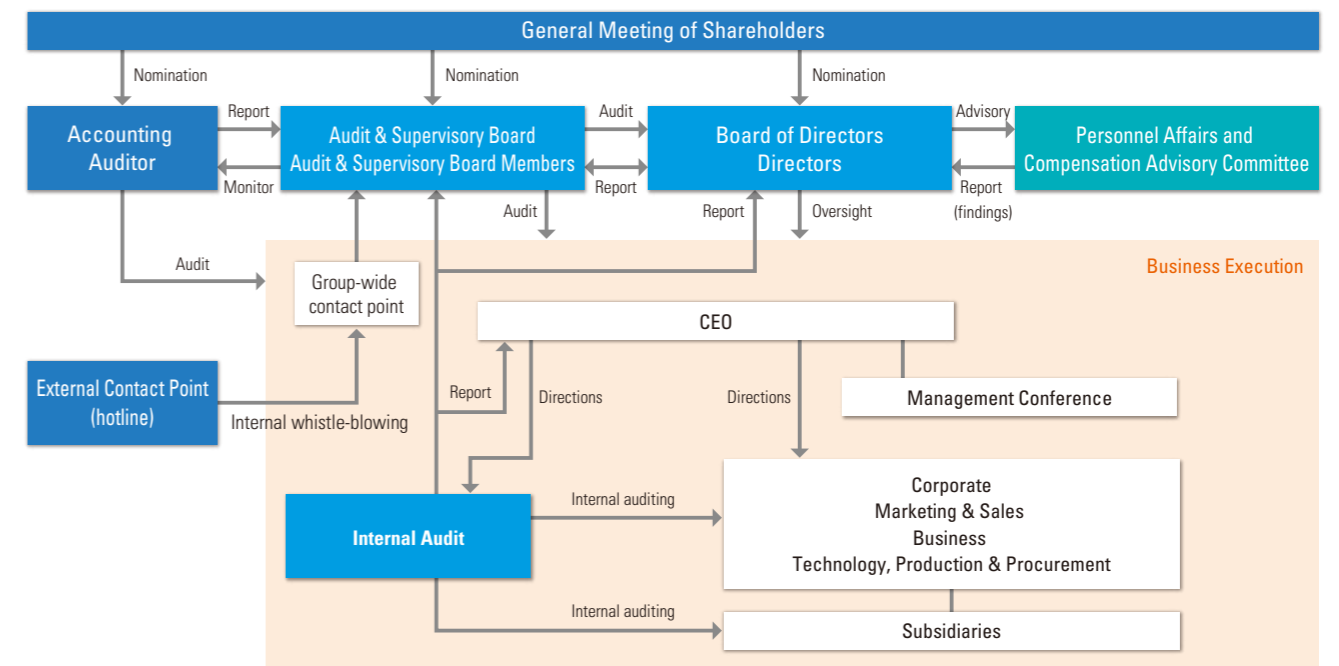 General Meeting of Shareholders
Nomination
Nomination
Nomination
Accounting
Auditor
Report
Monitor
Audit & Supervisory Board
Audit & Supervisory Board Members
Audit
Report
Board of Directors
Directors
Advisory
Report
(findings)
Personnel Affairs and
Compensation Advisory Committee
Audit
Report
Oversight
Audit
Business Execution
Group-wide
contact point
CEO
External Contact Point
(hotline)
Internal whistle-blowing
Report
Directions
Directions
Management Conference
Internal Audit
Internal auditing
Corporate
Marketing & Sales
Business
Technology, Production & Procurement
Internal auditing
Subsidiaries